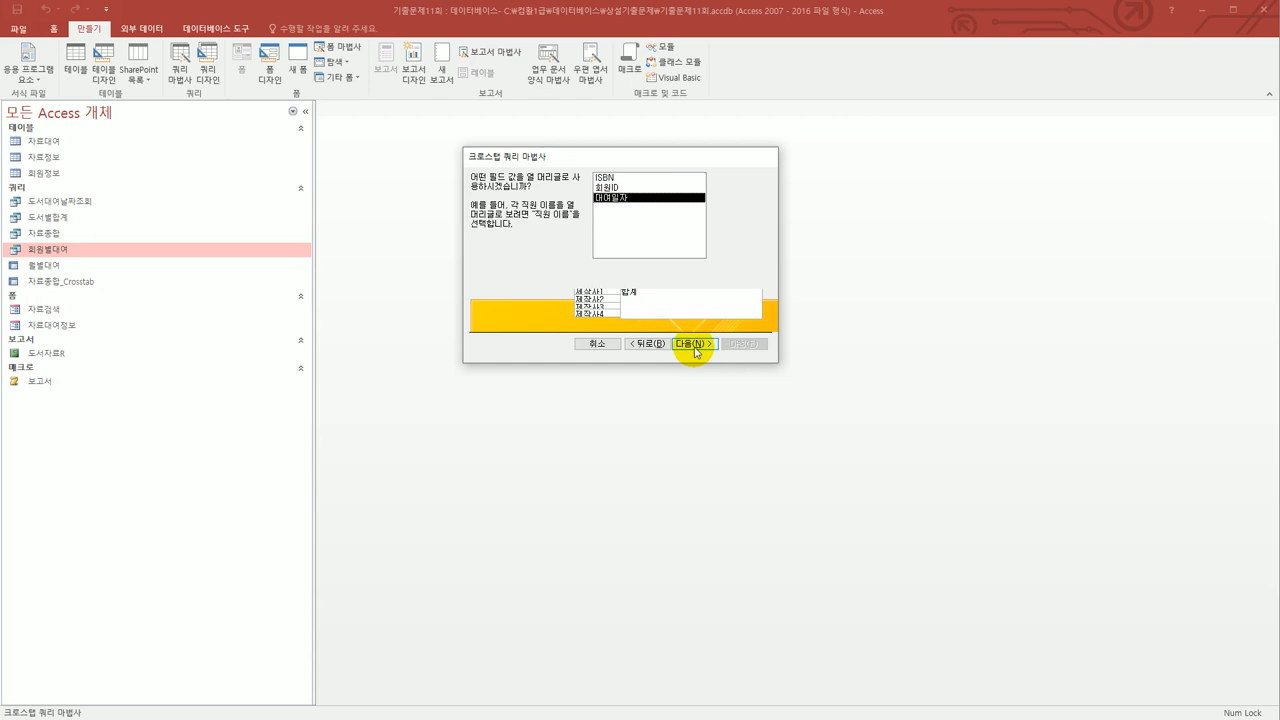 기출문제11회 : 데이터베이스- C:₩컴활1급₩데이터베이스₩상설기출문제₩기출문제11회.accdb (Access 2007 - 2016 파일 형식) - Access
파일 홈 만들기 외부 데이터 데이터베이스 도구 수행할 작업을 알려 주세요.
응용 프로그램 요소
테이블
테이블 디자인
SharePoint 목록
쿼리 마법사
쿼리 디자인
폼
폼 디자인
새 폼
폼 마법사
탐색
기타 폼
보고서
보고서 디자인
새 보고서
보고서 마법사
레이블
업무 문서 양식 마법사
우편 엽서 마법사
매크로
모듈
클래스 모듈
Visual Basic
서식 파일 테이블 쿼리 폼 보고서 매크로 및 코드
모든 Access 개체
테이블
자료대여
자료정보
회원정보
쿼리
도서대여날짜조회
도서별합계
자료종합
회원별대여
월별대여
자료종합_Crosstab
폼
자료검색
자료대여정보
보고서
도서자료R
매크로
보고서
크로스탭 쿼리 마법사
어떤 필드 값을 열 머리글로 사
용하시겠습니까?
예를 들어, 각 직원 이름을 열
머리글로 보려면 "직원 이름"을
선택합니다.
ISBN
회원ID
대여일자
제작사1 합계
제작사2
제작사3
제작사4
취소 < 뒤로(B) 다음(N) >
크로스탭 쿼리 마법사
Num Lock